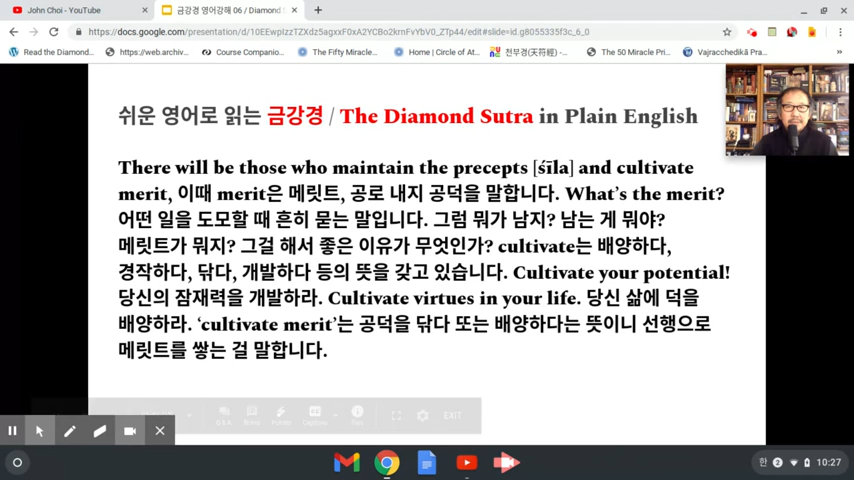 John Choi - YouTube
금강경 영어강해 06 / Diamond S
https://docs.google.com/presentation/d/10EEwpIzzTZXdz5agxxF0xA2YCBo2krnFvYbV0_ZTp44/edit#slide=id.g8055335f3c_6_0
Read the Diamond...
https://web.archiv...
Course Companio...
The Fifty Miracle...
Home | Circle of At...
천부경(天符經) -...
The 50 Miracle Pri...
Vajracchedikā Pra...
쉬운 영어로 읽는 금강경 / The Diamond Sutra in Plain English
There will be those who maintain the precepts [śīla] and cultivate
merit, 이때 merit은 메릿트, 공로 내지 공덕을 말합니다. What's the merit?
어떤 일을 도모할 때 흔히 묻는 말입니다. 그럼 뭐가 남지? 남는 게 뭐야?
메릿트가 뭐지? 그걸 해서 좋은 이유가 무엇인가? cultivate는 배양하다,
경작하다, 닦다, 개발하다 등의 뜻을 갖고 있습니다. Cultivate your potential!
당신의 잠재력을 개발하라. Cultivate virtues in your life. 당신 삶에 덕을
배양하라. 'cultivate merit'는 공덕을 닦다 또는 배양하다는 뜻이니 선행으로
메릿트를 쌓는 걸 말합니다.
Q & A
Notes
Pointer
Captions
Tips
EXIT
한
2
10:27